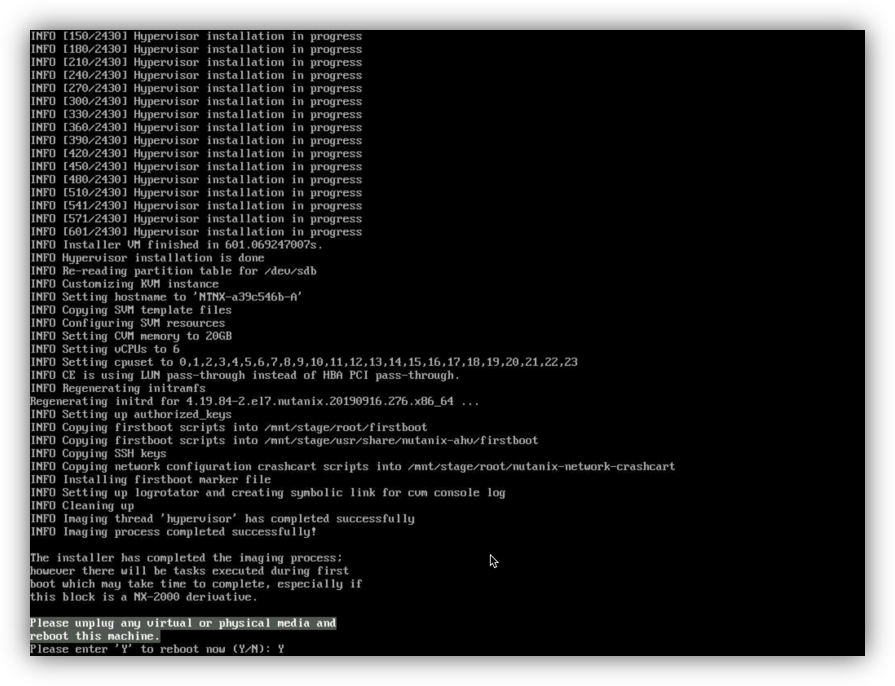 INFO [150/2430] Hypervisor installation in progress
INFO [180/2430] Hypervisor installation in progress
INFO [210/2430] Hypervisor installation in progress
INFO [240/2430] Hypervisor installation in progress
INFO [270/2430] Hypervisor installation in progress
INFO [300/2430] Hypervisor installation in progress
INFO [330/2430] Hypervisor installation in progress
INFO [360/2430] Hypervisor installation in progress
INFO [390/2430] Hypervisor installation in progress
INFO [420/2430] Hypervisor installation in progress
INFO [450/2430] Hypervisor installation in progress
INFO [480/2430] Hypervisor installation in progress
INFO [510/2430] Hypervisor installation in progress
INFO [541/2430] Hypervisor installation in progress
INFO [571/2430] Hypervisor installation in progress
INFO [601/2430] Hypervisor installation in progress
INFO Installer VM finished in 601.069247007s.
INFO Hypervisor installation is done
INFO Re-reading partition table for /dev/sdb
INFO Customizing KVM instance
INFO Setting hostname to 'NTNX-a39c546b-A'
INFO Copying SVM template files
INFO Configuring SVM resources
INFO Setting CVM memory to 20GB
INFO Setting vCPUs to 6
INFO Setting cpuset to 0,1,2,3,4,5,6,7,8,9,10,11,12,13,14,15,16,17,18,19,20,21,22,23
INFO CE is using LUN pass-through instead of HBA PCI pass-through.
INFO Regenerating initramfs
Regenerating initrd for 4.19.84-2.el7.nutanix.20190916.276.x86_64 ...
INFO Setting up authorized_keys
INFO Copying firstboot scripts into /mnt/stage/root/firstboot
INFO Copying firstboot scripts into /mnt/stage/usr/share/nutanix-ahv/firstboot
INFO Copying SSH keys
INFO Copying network configuration crashcart scripts into /mnt/stage/root/nutanix-network-crashcart
INFO Installing firstboot marker file
INFO Setting up logrotator and creating symbolic link for cvm console log
INFO Cleaning up
INFO Imaging thread 'hypervisor' has completed successfully
INFO Imaging process completed successfully!
The installer has completed the imaging process;
however there will be tasks executed during first
boot which may take time to complete, especially if
this block is a NX-2000 derivative.
Please unplug any virtual or physical media and
reboot this machine.
Please enter 'Y' to reboot now (Y/N): Y